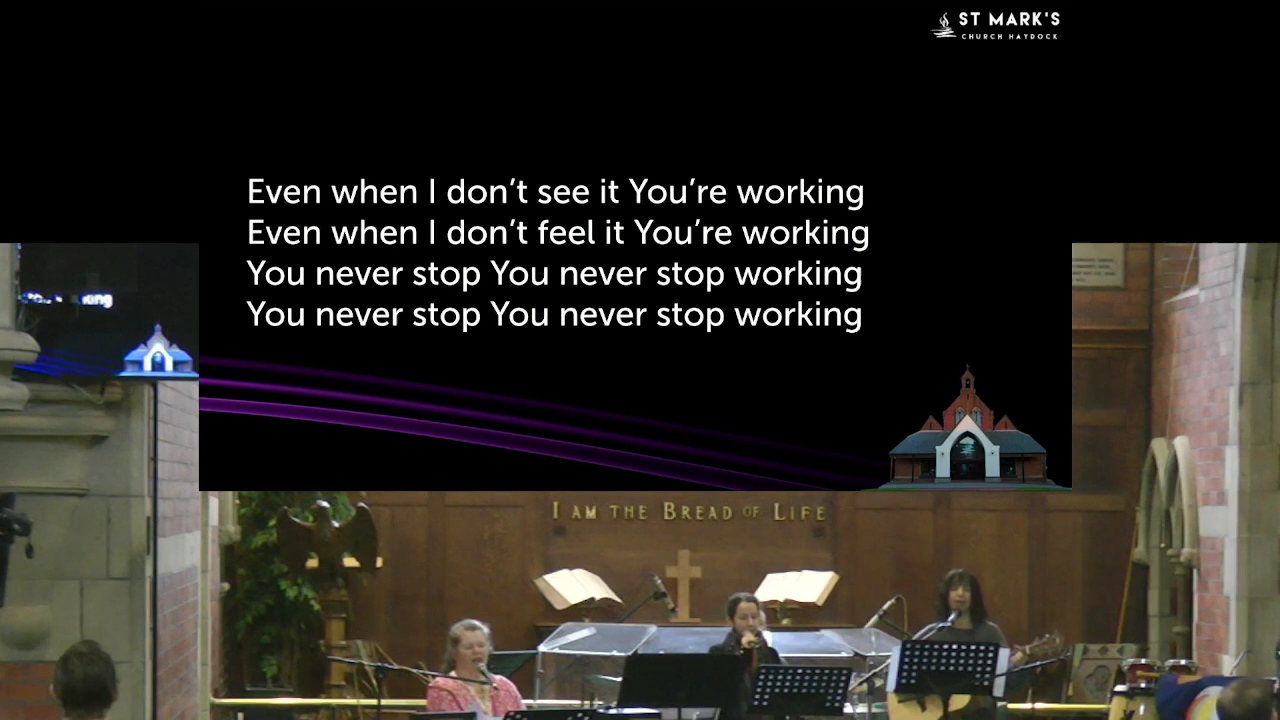 ST MARK'S
CHURCH HAYDOCK
Even when I don't see it You're working
Even when I don't feel it You're working
You never stop You never stop working
You never stop You never stop working
I AM THE BREAD OF LIFE